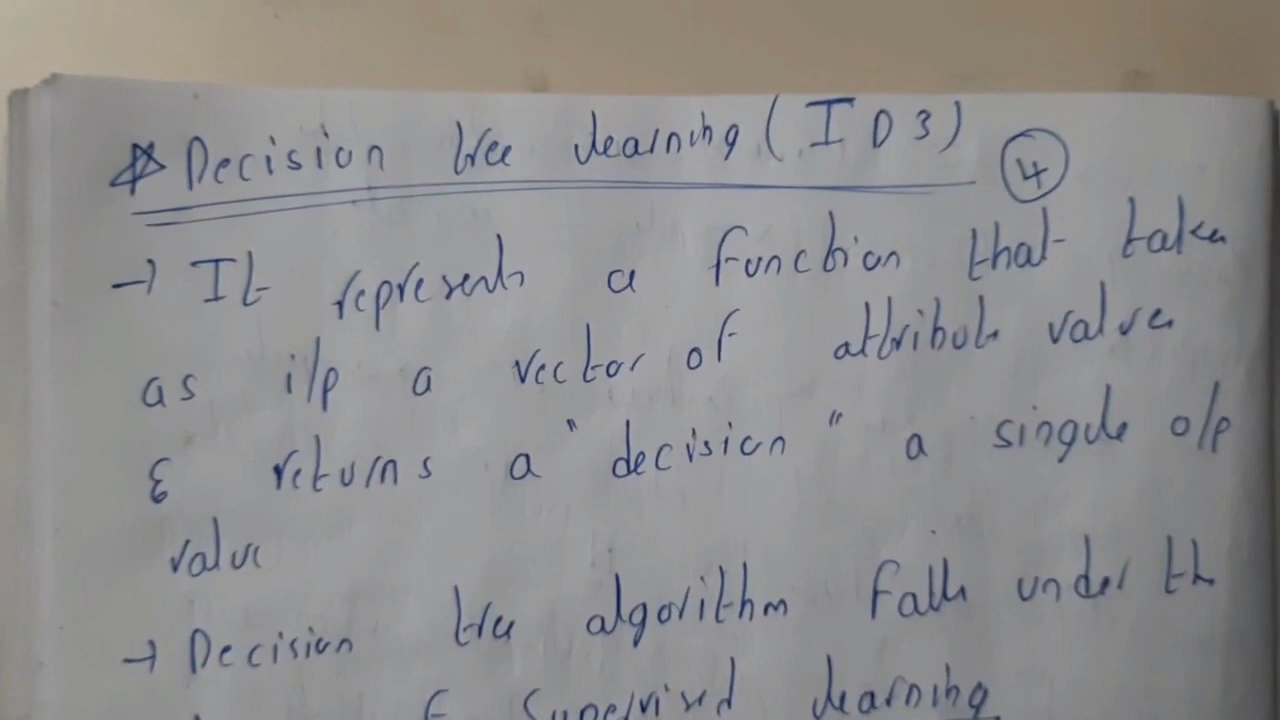 * Decision tree learning (ID3) 4
→ It represents a function that takes
as i/p a vector of attribute values
& returns a "decision" a single o/p
value
→ Decision tree algorithm falls under the
supervised learning